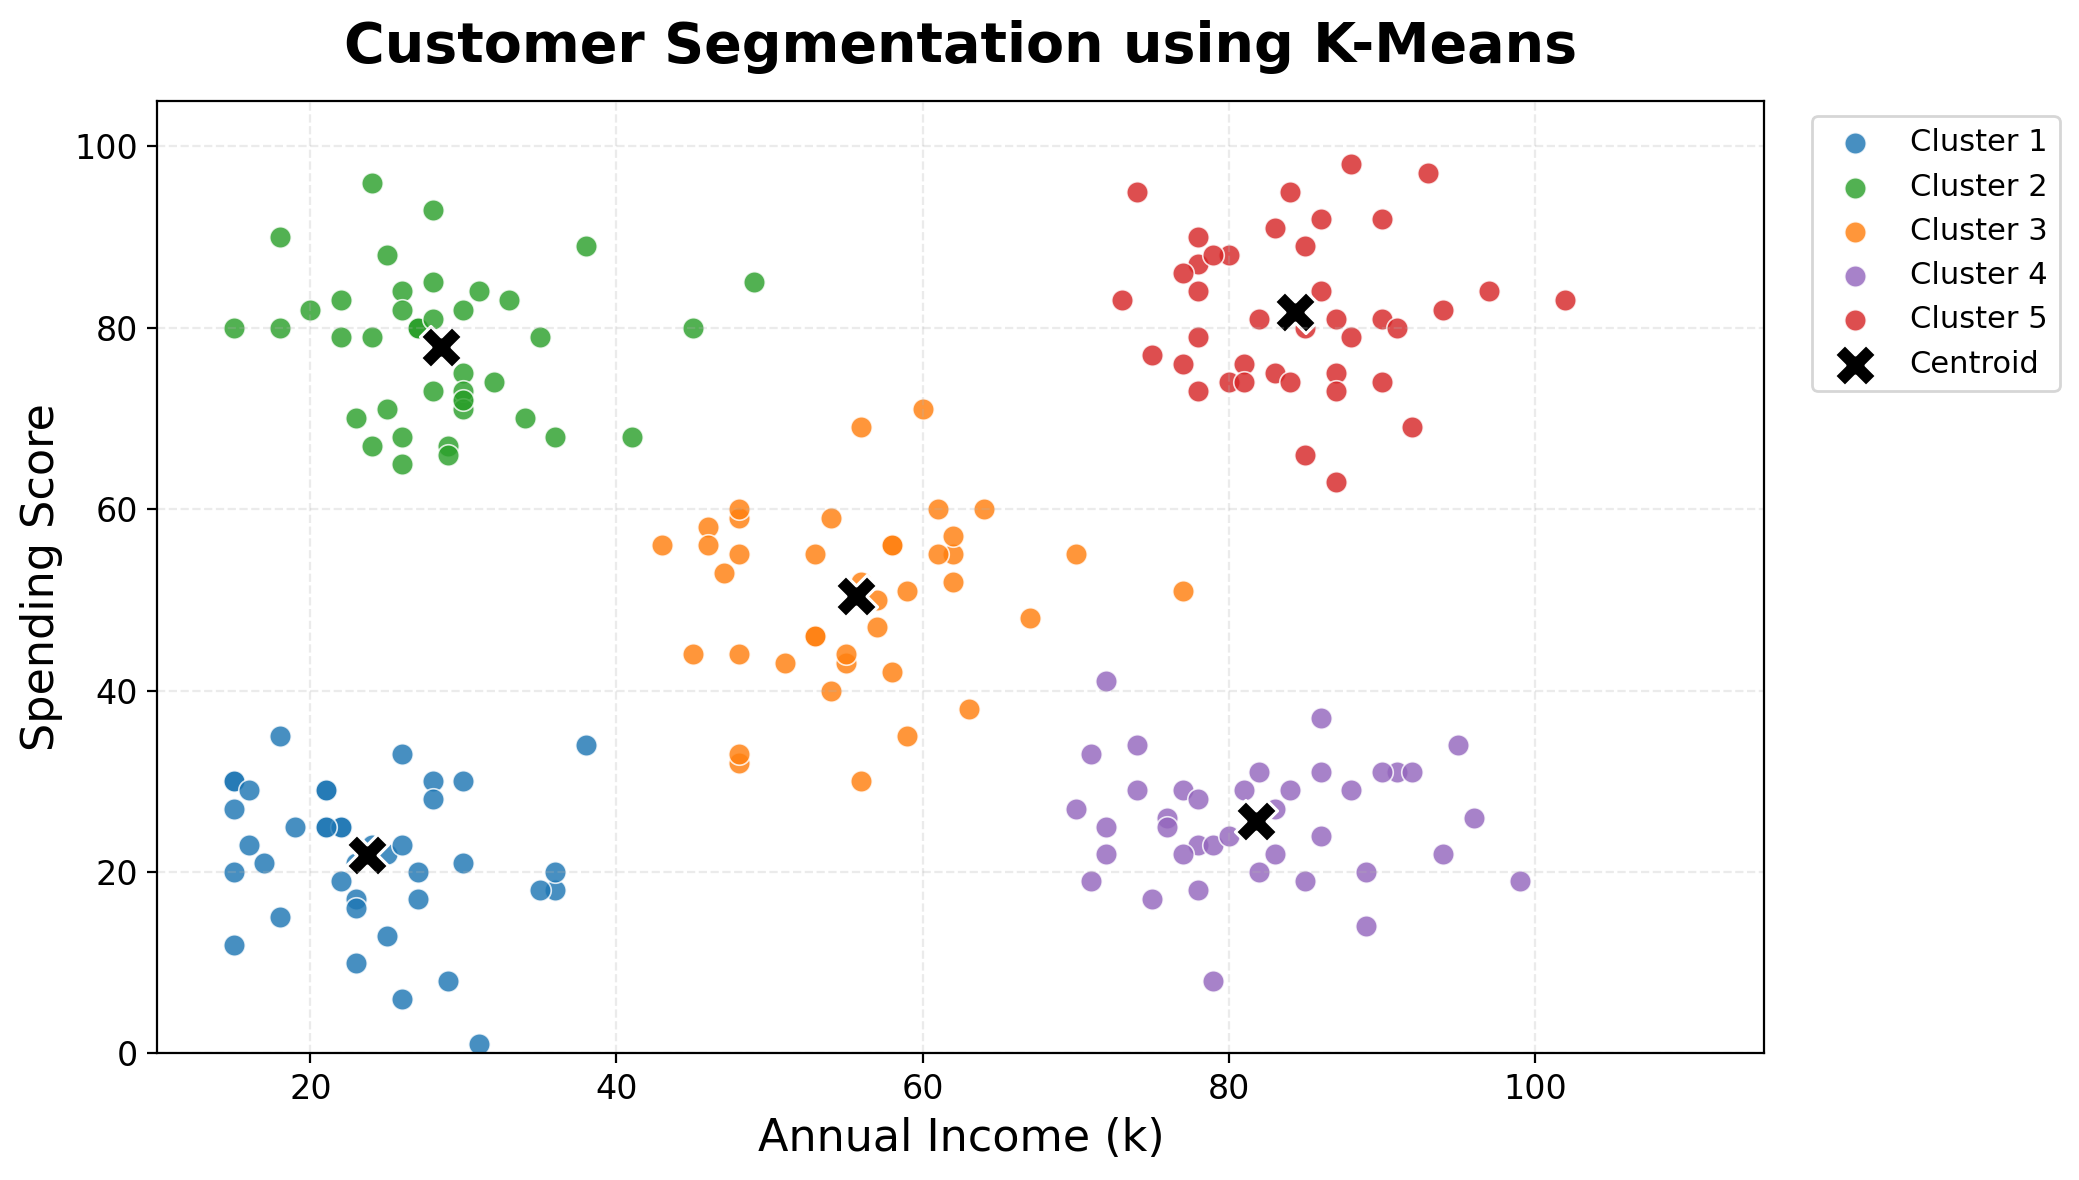 Customer Segmentation using K-Means
100
80
60
40
20
0
Spending Score
20 40 60 80 100
Annual Income (k)
Cluster 1
Cluster 2
Cluster 3
Cluster 4
Cluster 5
Centroid